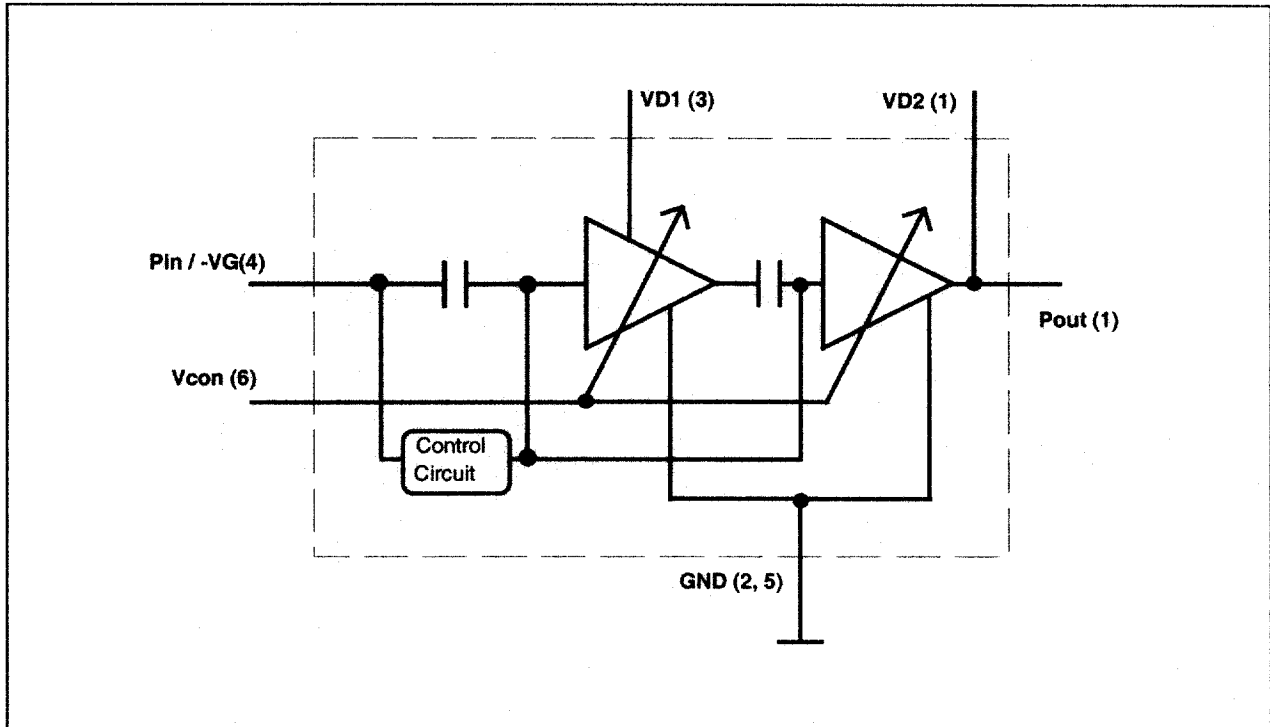 VD1 (3)
VD2 (1)
Pin / -VG(4)
Pout (1)
Vcon (6)
Control
Circuit
GND (2, 5)